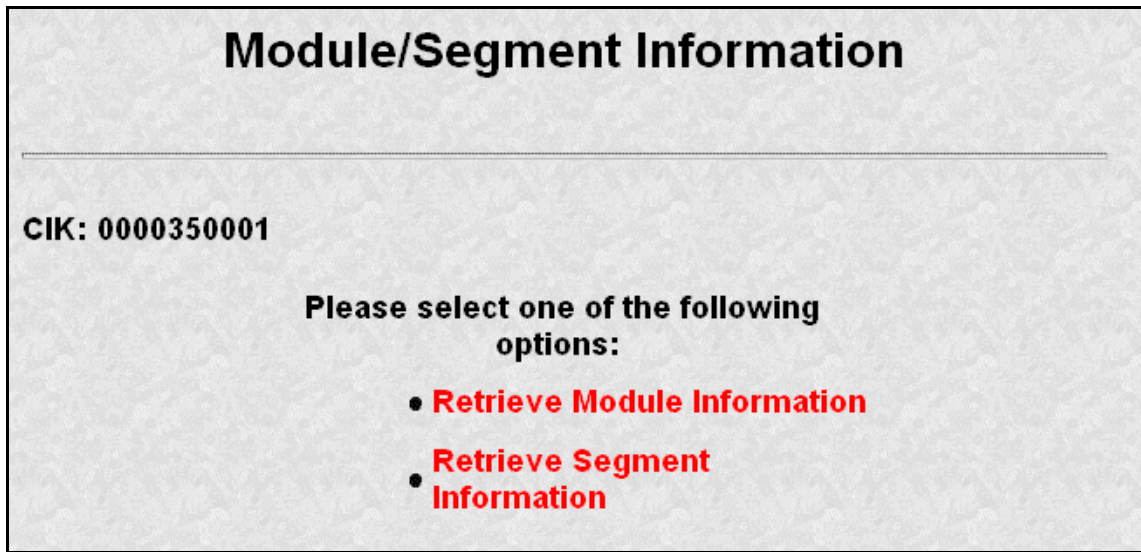 Module/Segment Information
CIK: 0000350001
Please select one of the following
options:
Retrieve Module Information
Retrieve Segment
Information